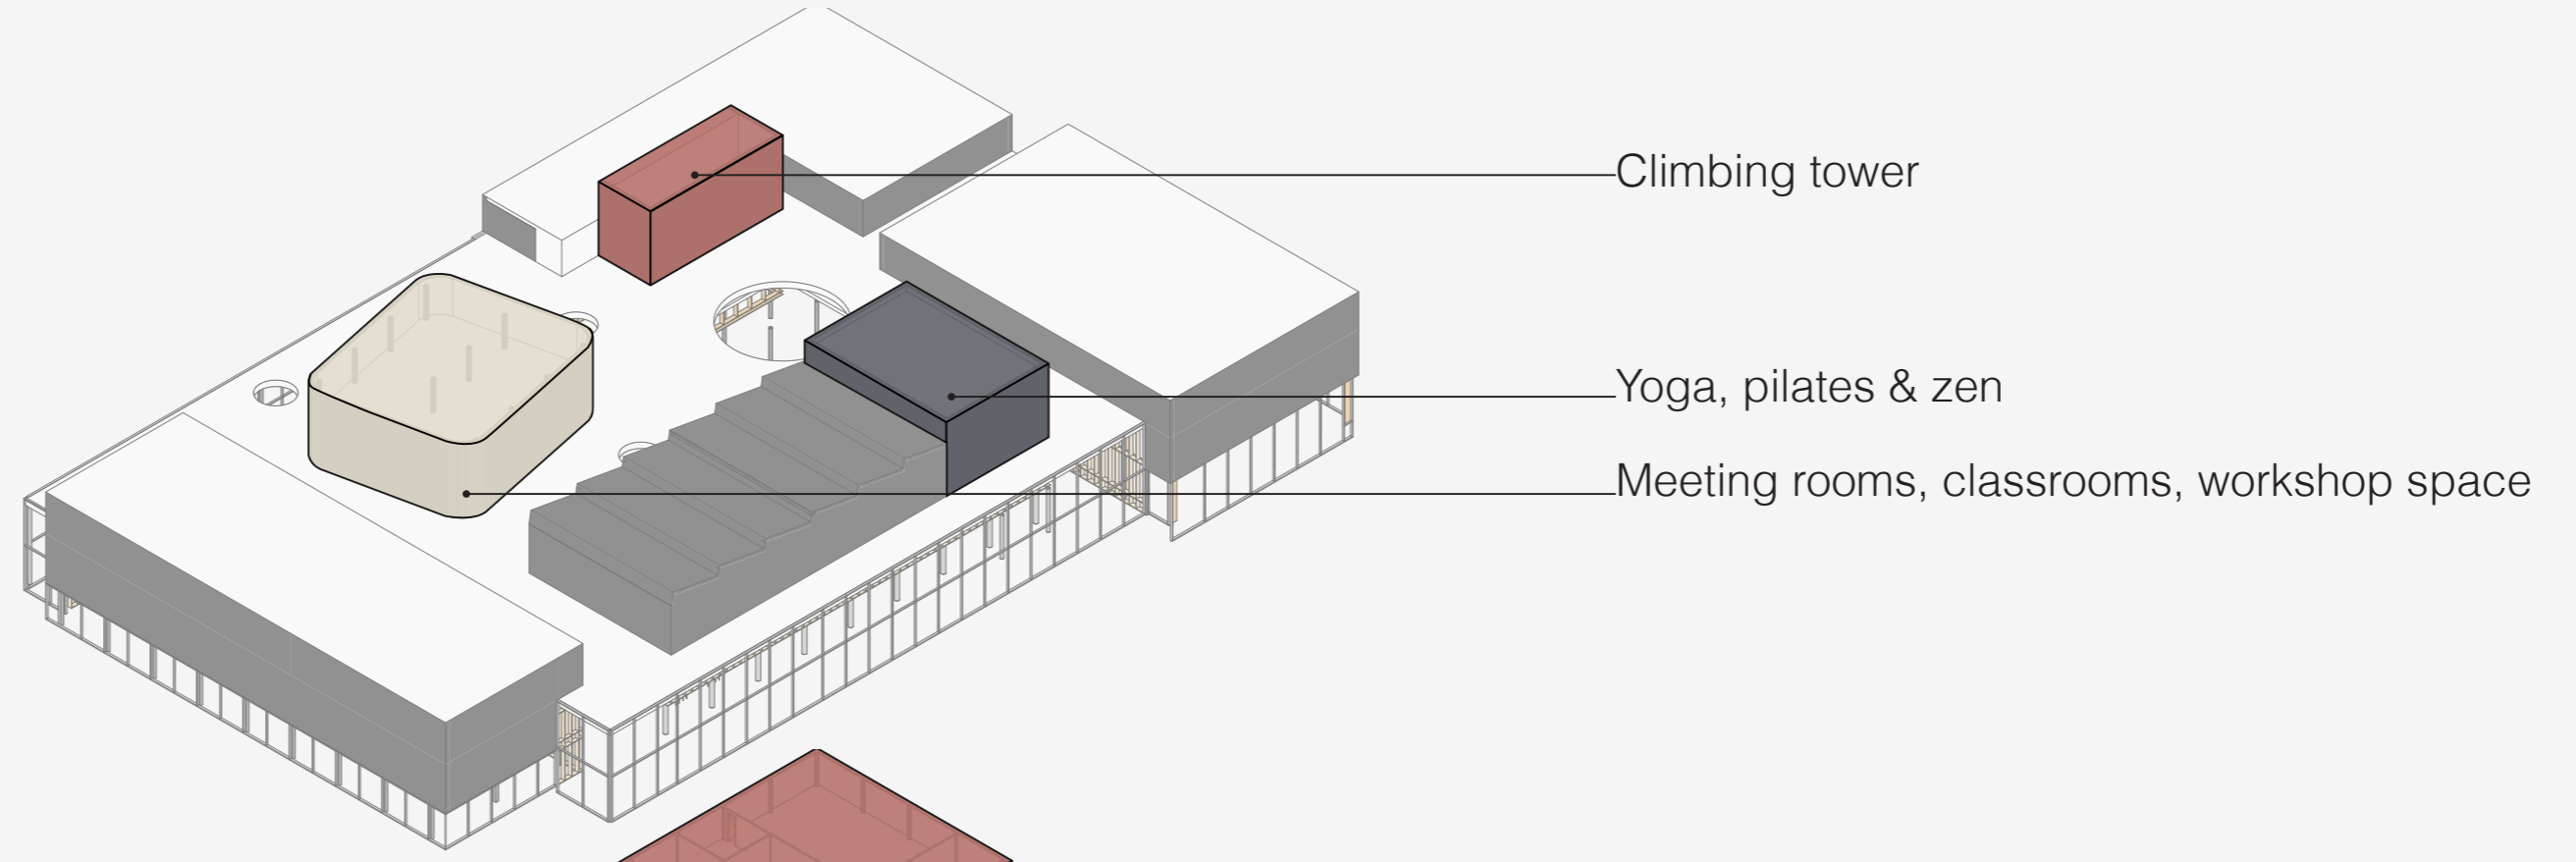 Climbing tower
Yoga, pilates & zen
Meeting rooms, classrooms, workshop space